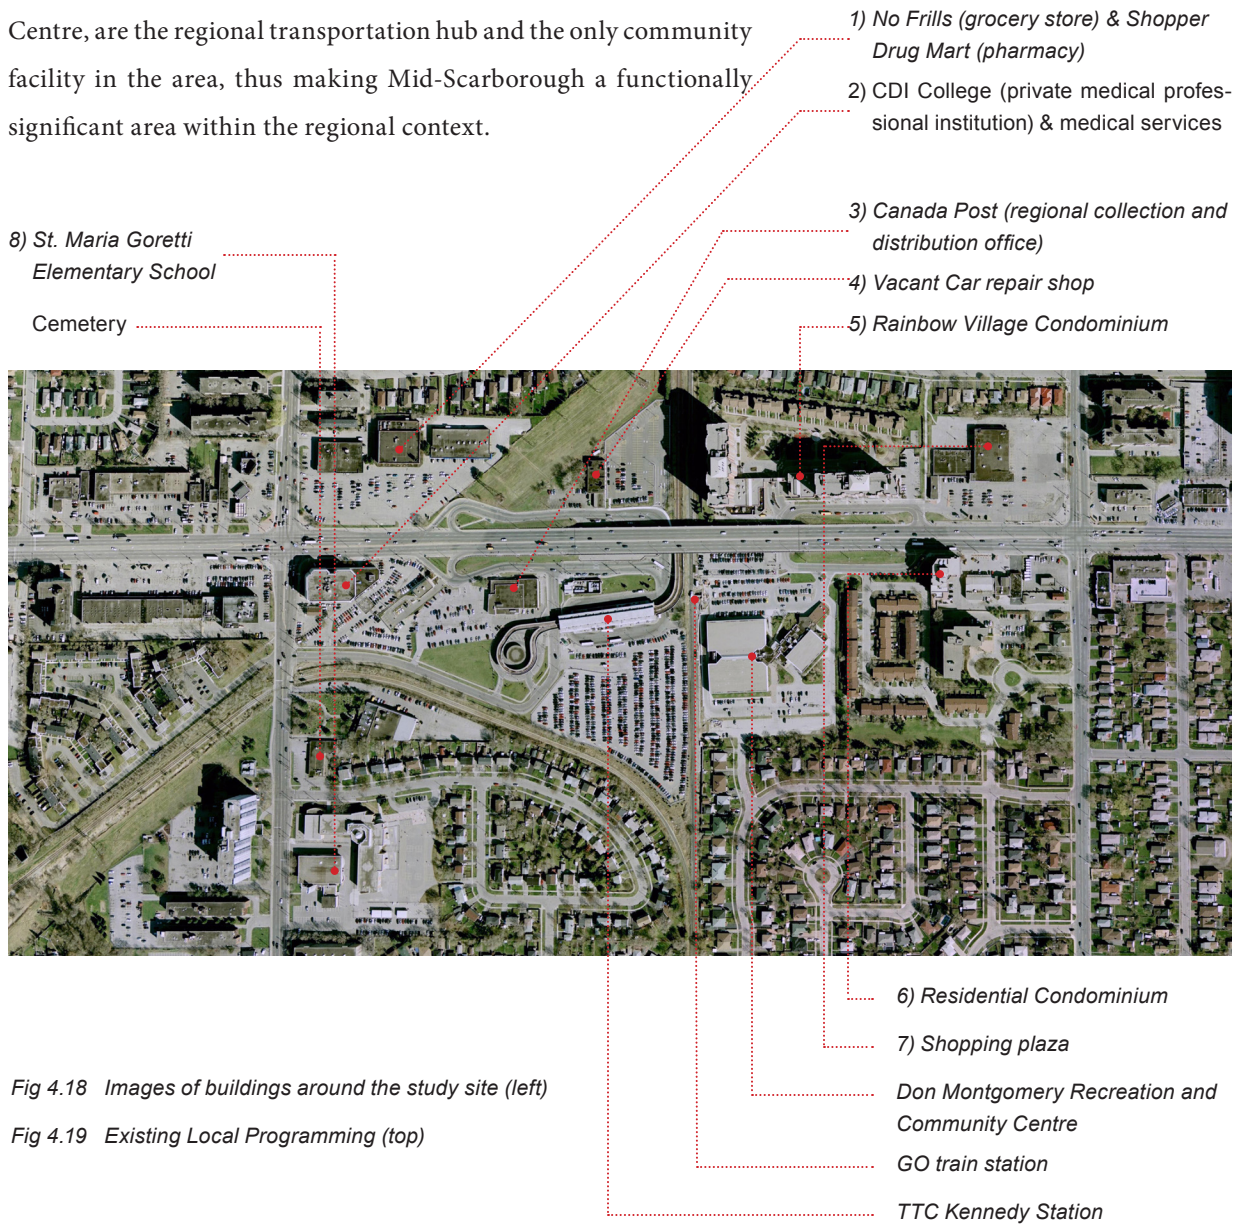 Centre, are the regional transportation hub and the only community
facility in the area, thus making Mid-Scarborough a functionally
significant area within the regional context.
1) No Frills (grocery store) & Shopper
Drug Mart (pharmacy)
2) CDI College (private medical profes-
sional institution) & medical services
3) Canada Post (regional collection and
distribution office)
4) Vacant Car repair shop
5) Rainbow Village Condominium
8) St. Maria Goretti
Elementary School
Cemetery
6) Residential Condominium
7) Shopping plaza
Don Montgomery Recreation and
Community Centre
GO train station
TTC Kennedy Station
Fig 4.18 Images of buildings around the study site (left)
Fig 4.19 Existing Local Programming (top)